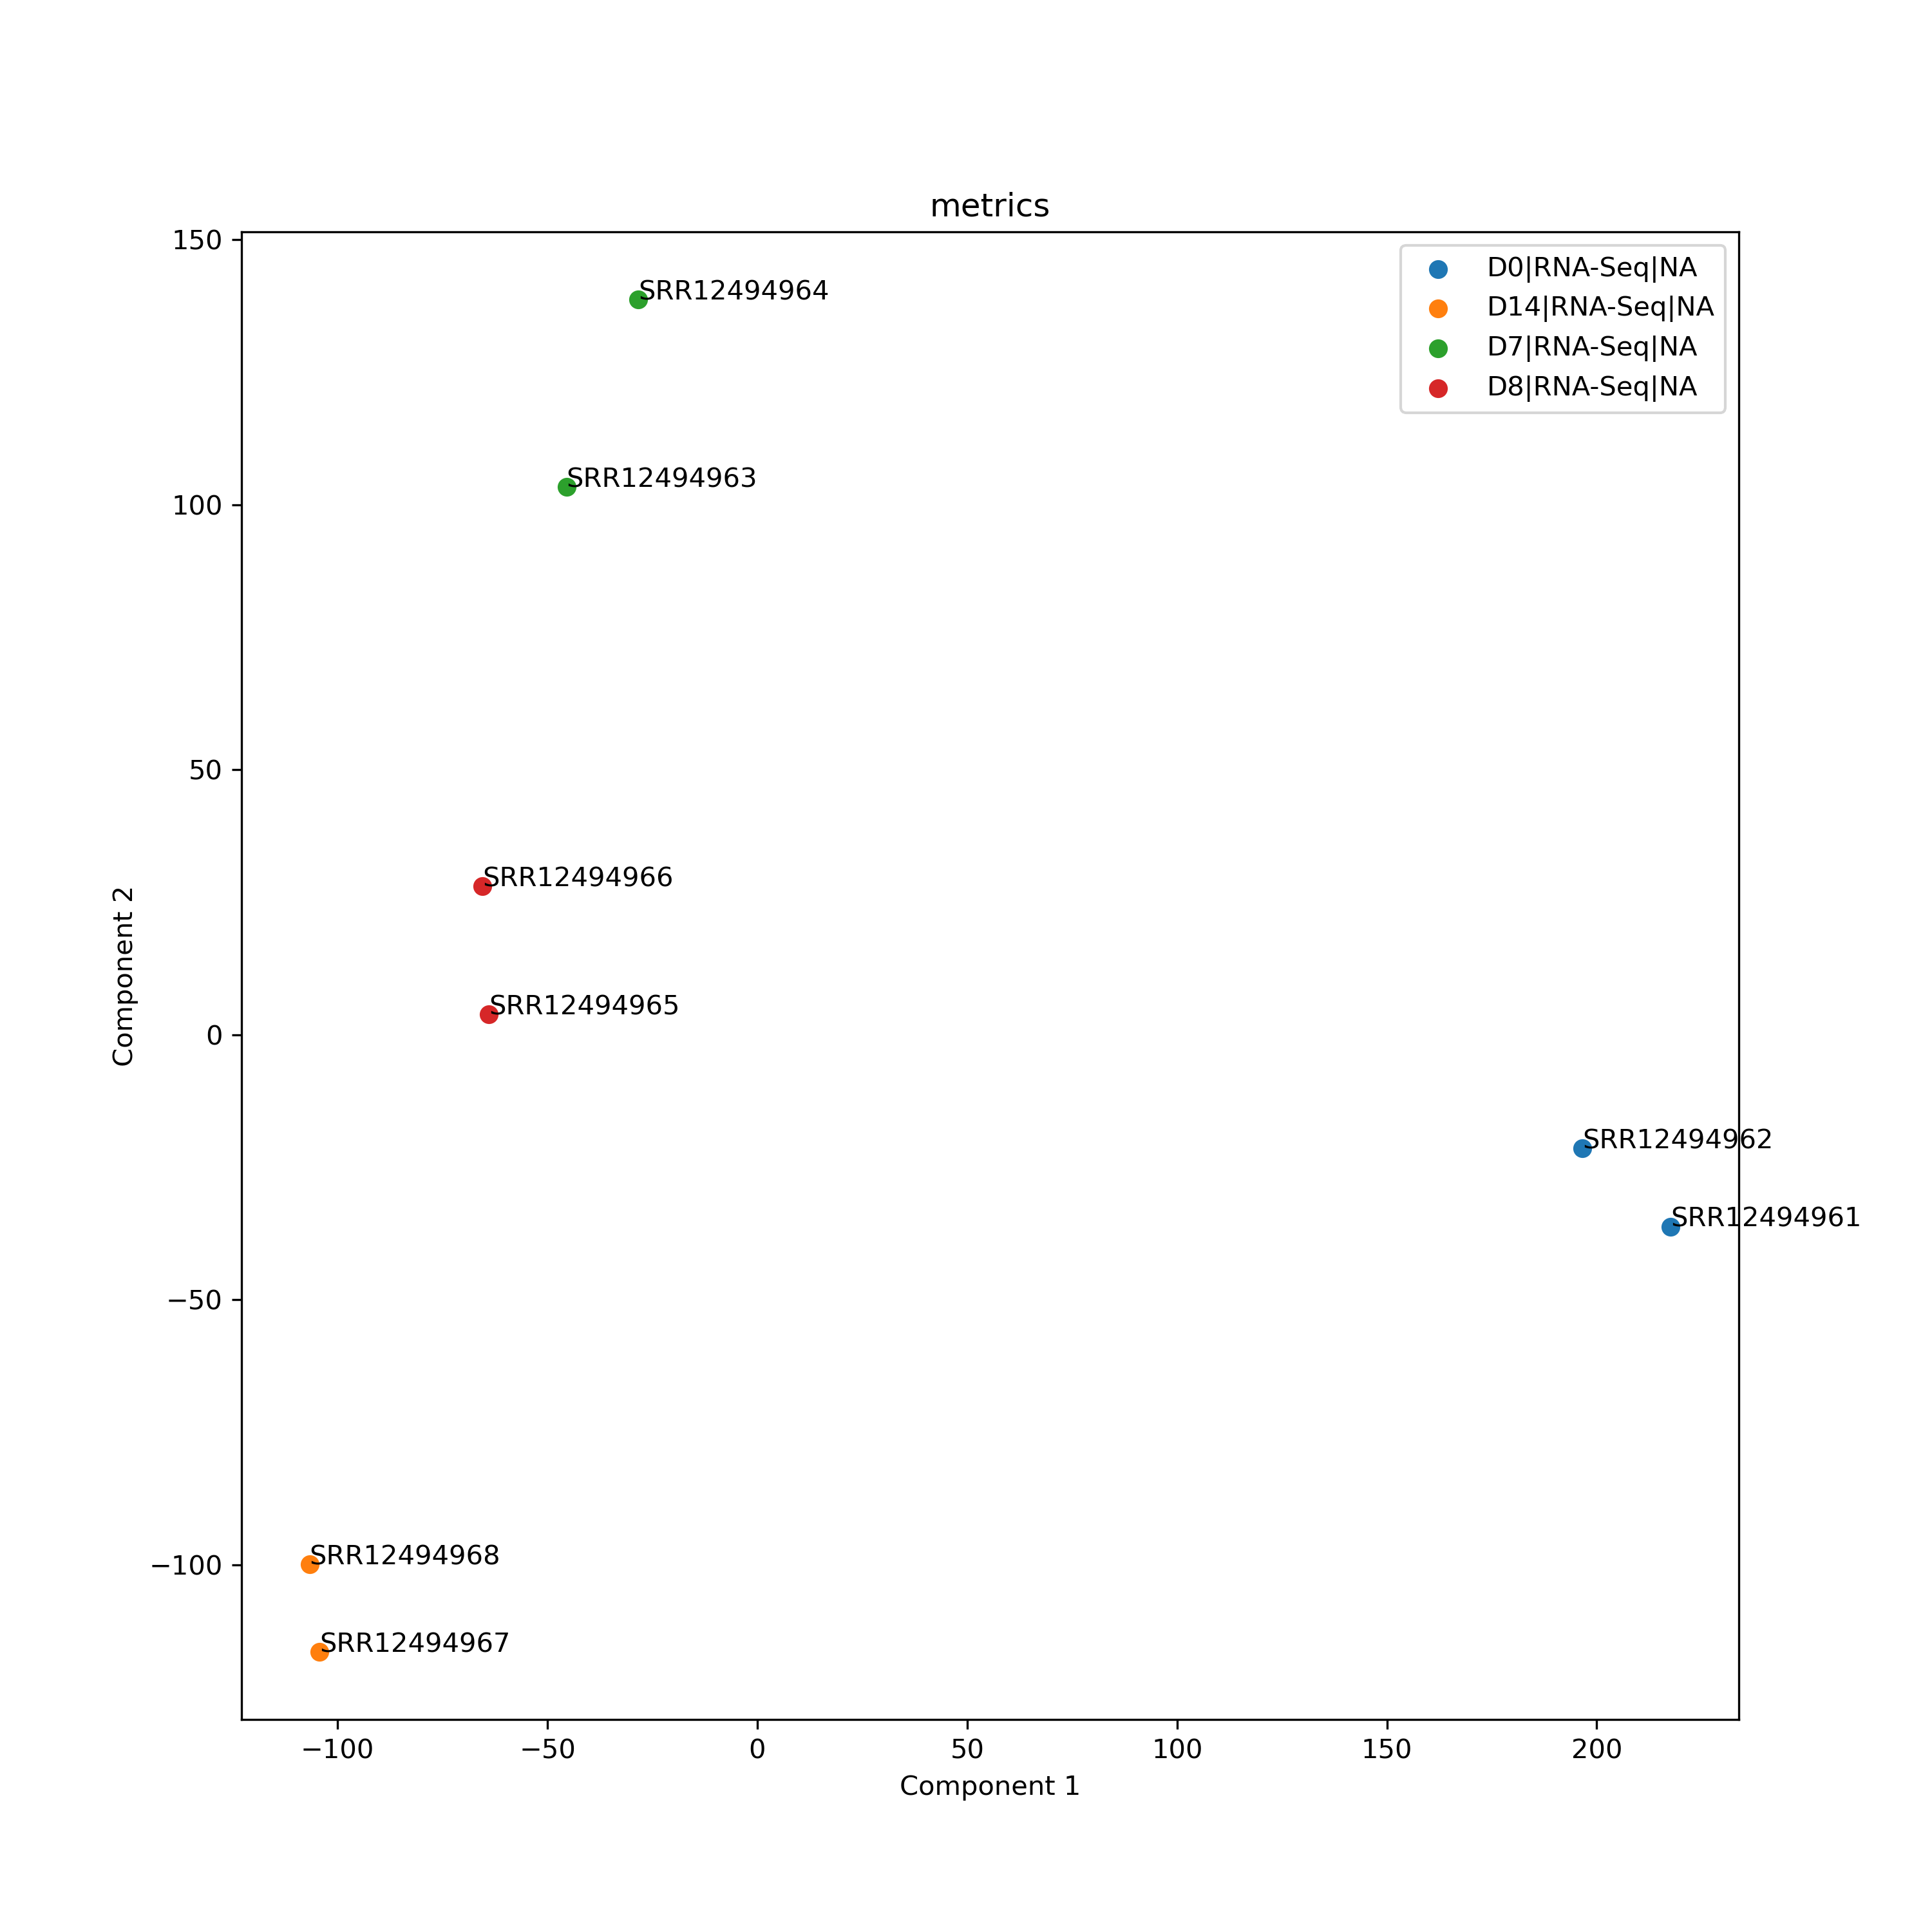 metrics
150
100
50
0
−50
−100
Component 2
SRR12494964
SRR12494963
SRR12494966
SRR12494965
SRR12494962
SRR12494961
SRR12494968
SRR12494967
D0|RNA-Seq|NA
D14|RNA-Seq|NA
D7|RNA-Seq|NA
D8|RNA-Seq|NA
−100 −50 0 50 100 150 200
Component 1